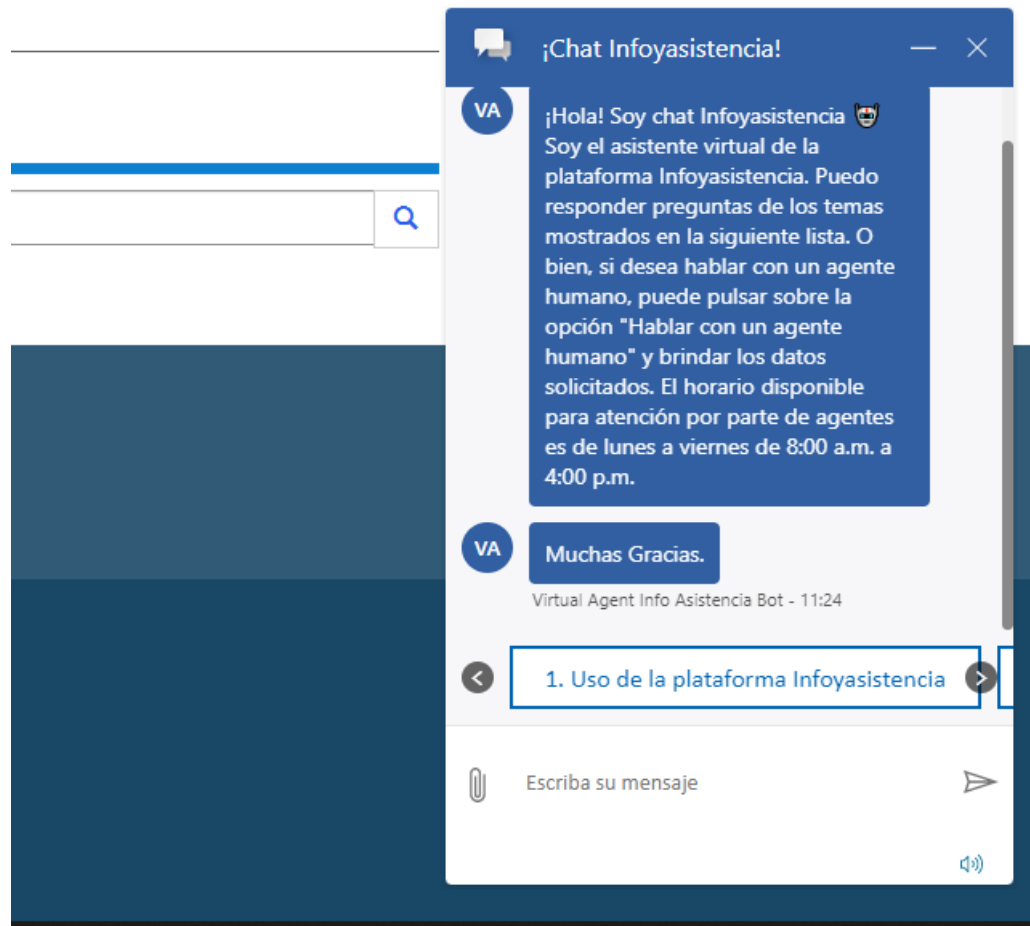 ¡Chat Infoyasistencia!
VA
¡Hola! Soy chat Infoyasistencia 🤖
Soy el asistente virtual de la
plataforma Infoyasistencia. Puedo
responder preguntas de los temas
mostrados en la siguiente lista. O
bien, si desea hablar con un agente
humano, puede pulsar sobre la
opción "Hablar con un agente
humano" y brindar los datos
solicitados. El horario disponible
para atención por parte de agentes
es de lunes a viernes de 8:00 a.m. a
4:00 p.m.
VA
Muchas Gracias.
Virtual Agent Info Asistencia Bot - 11:24
1. Uso de la plataforma Infoyasistencia
Escriba su mensaje